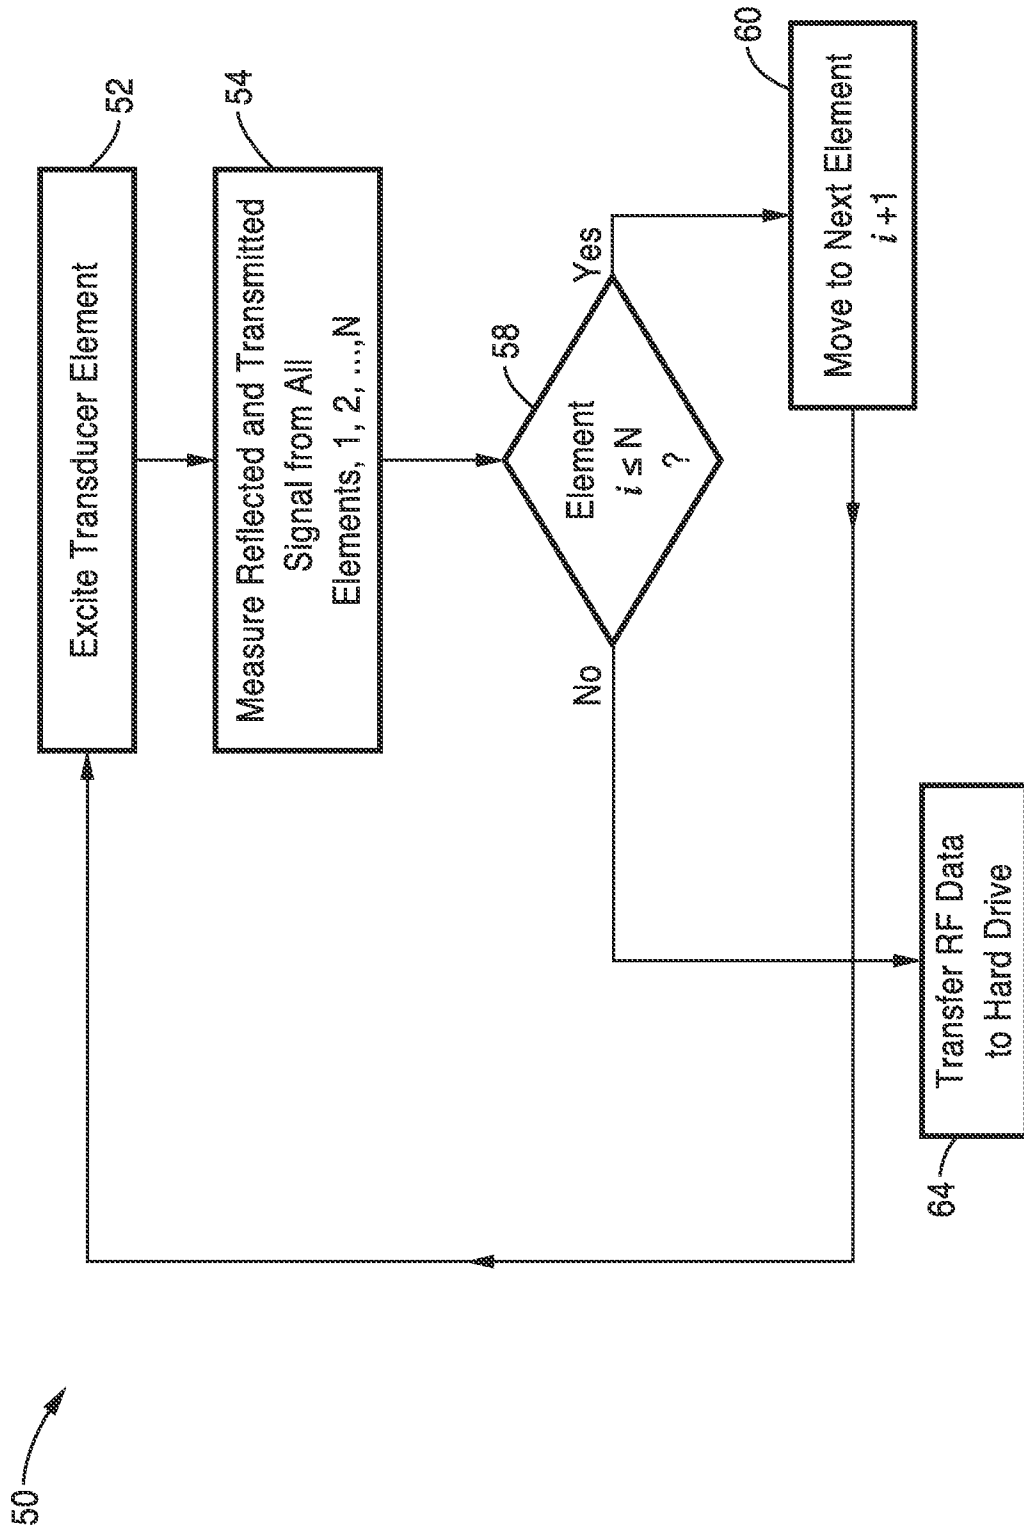 50
52
Excite Transducer Element
54
Measure Reflected and Transmitted
Signal from All
Elements, 1, 2, ...,N
58
Element
i ≤ N
?
Yes
No
60
Move to Next Element
i+1
64
Transfer RF Data
to Hard Drive